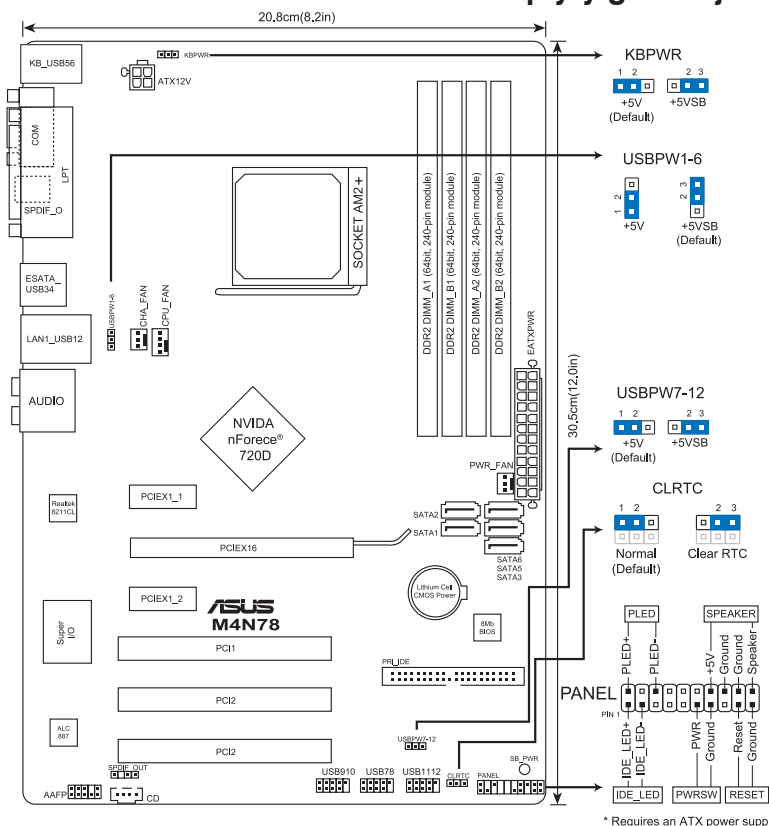 20.8cm(8.2in)
KBPWR
KB_USB56
ATX12V
KBPWR
1 2
2 3
+5V
(Default)
+5VSB
COM
LPT
SPDIF_O
SOCKET AM2+
DDR2 DIMM_A1 (64bit, 240-pin module)
DDR2 DIMM_B1 (64bit, 240-pin module)
DDR2 DIMM_A2 (64bit, 240-pin module)
DDR2 DIMM_B2 (64bit, 240-pin module)
USBPW1-6
1 2
2 3
+5V
+5VSB
(Default)
ESATA_
USB34
USBPW1-6
CHA_FAN
CPU_FAN
LAN1_USB12
EATXPWR
30.5cm(12.0in)
AUDIO
NVIDA
nForece®
720D
USBPW7-12
1 2
2 3
+5V
(Default)
+5VSB
PWR_FAN
Realtek
8211CL
PCIEX1_1
SATA2
SATA1
PCIEX16
SATA6
SATA5
SATA3
CLRTC
1 2
2 3
Normal
(Default)
Clear RTC
Super
I/O
PCIEX1_2
ASUS
M4N78
Lithium Cell
CMOS Power
8Mb
BIOS
PCI1
PRI_IDE
PCI2
ALC
887
PCI2
USBPW7-12
PLED
SPEAKER
PLED+
PLED-
+5V
Ground
Ground
Speaker-
PANEL
PIN 1
IDE_LED+
IDE_LED-
PWR
Ground
Reset
Ground
IDE_LED
PWRSW
RESET
SPDIF_OUT
AAFP
CD
USB910
USB78
USB1112
CLRTC
PANEL
SB_PWR
* Requires an ATX power supp